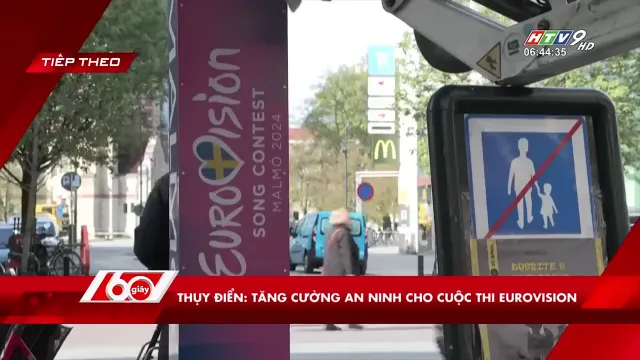 TIẾP THEO
HTV9 HD
06:44:35
EUROVISION
SONG CONTEST
MALMÖ 2024
60 giây
THỤY ĐIỂN: TĂNG CƯỜNG AN NINH CHO CUỘC THI EUROVISION